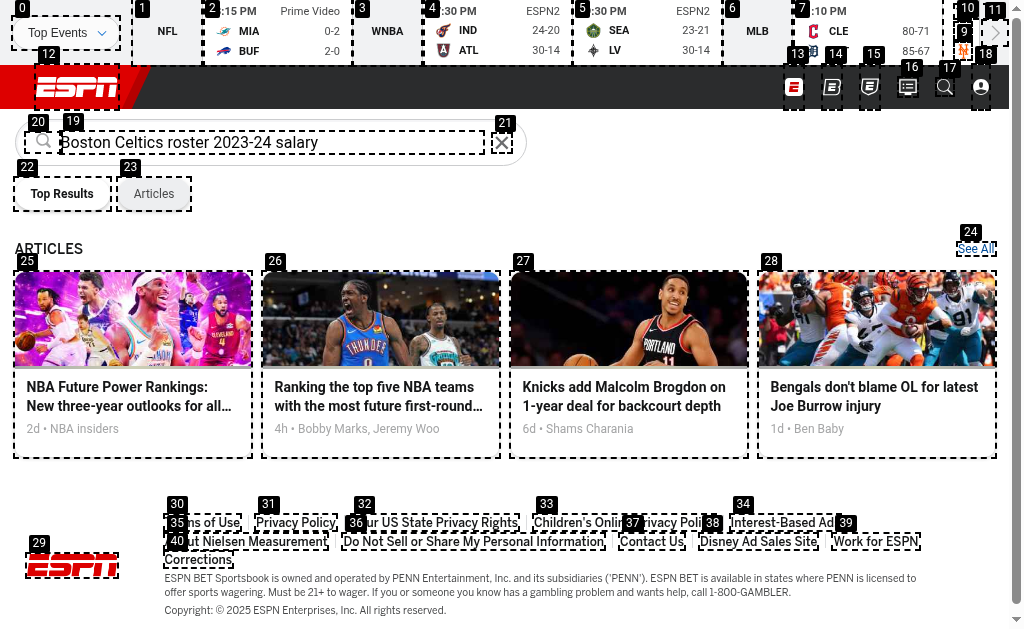 0
1
2
3
4
5
6
7
10
11
Top Events
NFL
:15 PM Prime Video
MIA 0-2
BUF 2-0
WNBA
:30 PM ESPN2
IND 24-20
ATL 30-14
:30 PM ESPN2
SEA 23-21
LV 30-14
MLB
:10 PM
CLE 80-71
85-67
9
12
ESPN
13
14
15
16
17
18
20
19
21
Boston Celtics roster 2023-24 salary
22
23
Top Results
Articles
24
ARTICLES
See All
25
26
27
28
THUNDER
PORTLAND
11
91
NBA Future Power Rankings:
New three-year outlooks for all...
2d • NBA insiders
Ranking the top five NBA teams
with the most future first-round...
4h • Bobby Marks, Jeremy Woo
Knicks add Malcolm Brogdon on
1-year deal for backcourt depth
6d • Shams Charania
Bengals don't blame OL for latest
Joe Burrow injury
1d • Ben Baby
30
31
32
33
34
ms of Use
Privacy Policy
ur US State Privacy Rights
Children's Onlin
rivacy Poli
Interest-Based Ad
35
36
37
38
39
ut Nielsen Measurement
Do Not Sell or Share My Personal Information
Contact Us
Disney Ad Sales Site
Work for ESPN
40
Corrections
29
ESPN
ESPN BET Sportsbook is owned and operated by PENN Entertainment, Inc. and its subsidiaries ('PENN'). ESPN BET is available in states where PENN is licensed to
offer sports wagering. Must be 21+ to wager. If you or someone you know has a gambling problem and wants help, call 1-800-GAMBLER.
Copyright: © 2025 ESPN Enterprises, Inc. All rights reserved.